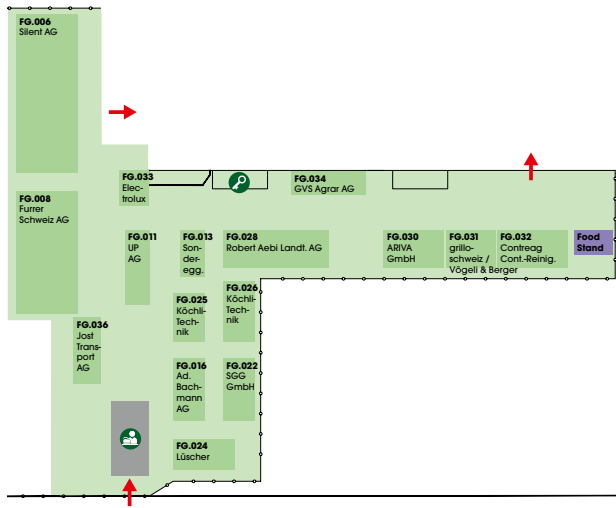 FG.006
Silent AG
FG.033
Elec-
trolux
FG.034
GVS Agrar AG
FG.008
Furrer
Schweiz AG
FG.011
UP
AG
FG.013
Son-
der-
egg.
FG.028
Robert Aebi Landt. AG
FG.030
ARIVA
GmbH
FG.031
grillo-
schweiz /
Vögeli & Berger
FG.032
Contreag
Cont.-Reinig.
Food
Stand
FG.025
Köchli-
Tech-
nik
FG.026
Köchli-
Tech-
nik
FG.036
Jost
Trans-
port
AG
FG.016
Ad.
Bach-
mann
AG
FG.022
SGG
GmbH
FG.024
Lüscher